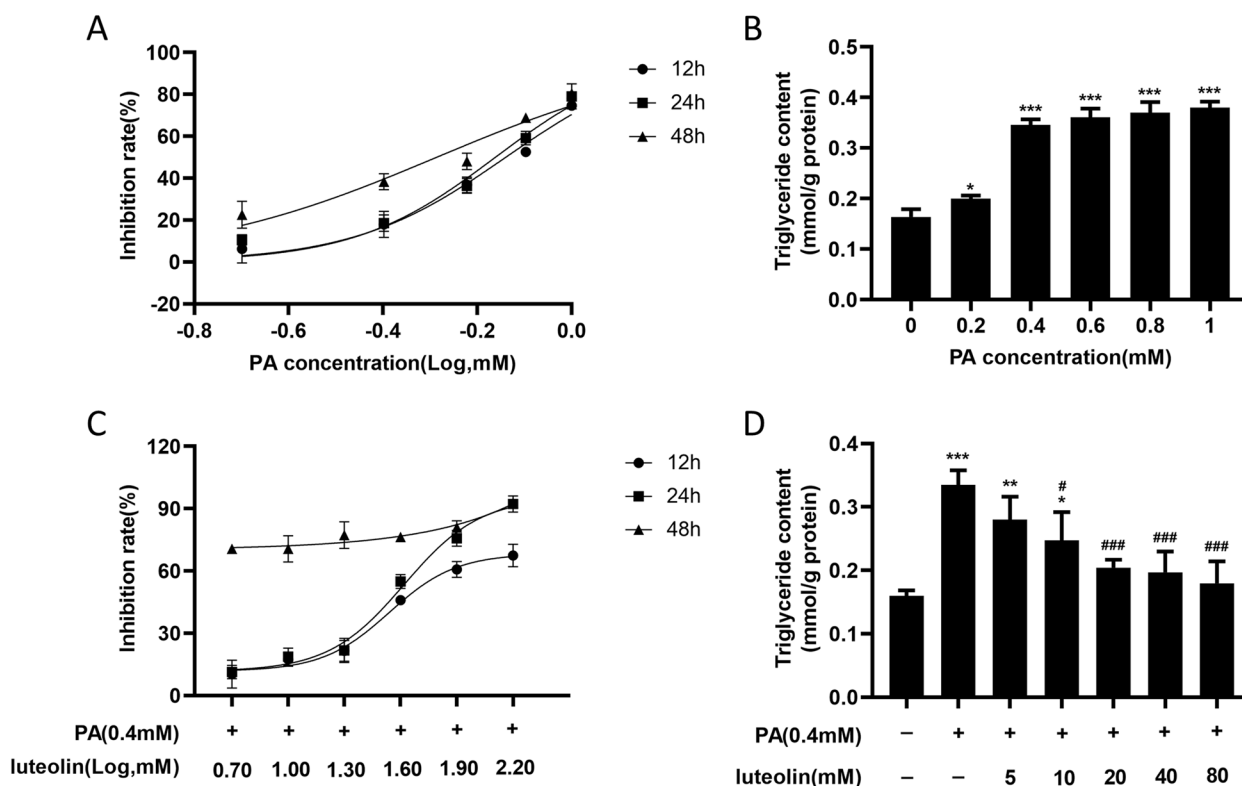 A
100
80
60
40
20
0
-20
Inhibition rate(%)
-0.8 -0.6 -0.4 -0.2 0.0
PA concentration(Log,mM)
12h
24h
48h
B
0.5
0.4
0.3
0.2
0.1
0.0
Triglyceride content
(mmol/g protein)
* *** *** *** ***
0 0.2 0.4 0.6 0.8 1
PA concentration(mM)
C
120
90
60
30
0
Inhibition rate(%)
12h
24h
48h
PA(0.4mM) + + + + + +
luteolin(Log,mM) 0.70 1.00 1.30 1.60 1.90 2.20
D
0.4
0.3
0.2
0.1
0.0
Triglyceride content
(mmol/g protein)
***
**
#
*
### ### ###
PA(0.4mM) – + + + + + +
luteolin(mM) – – 5 10 20 40 80